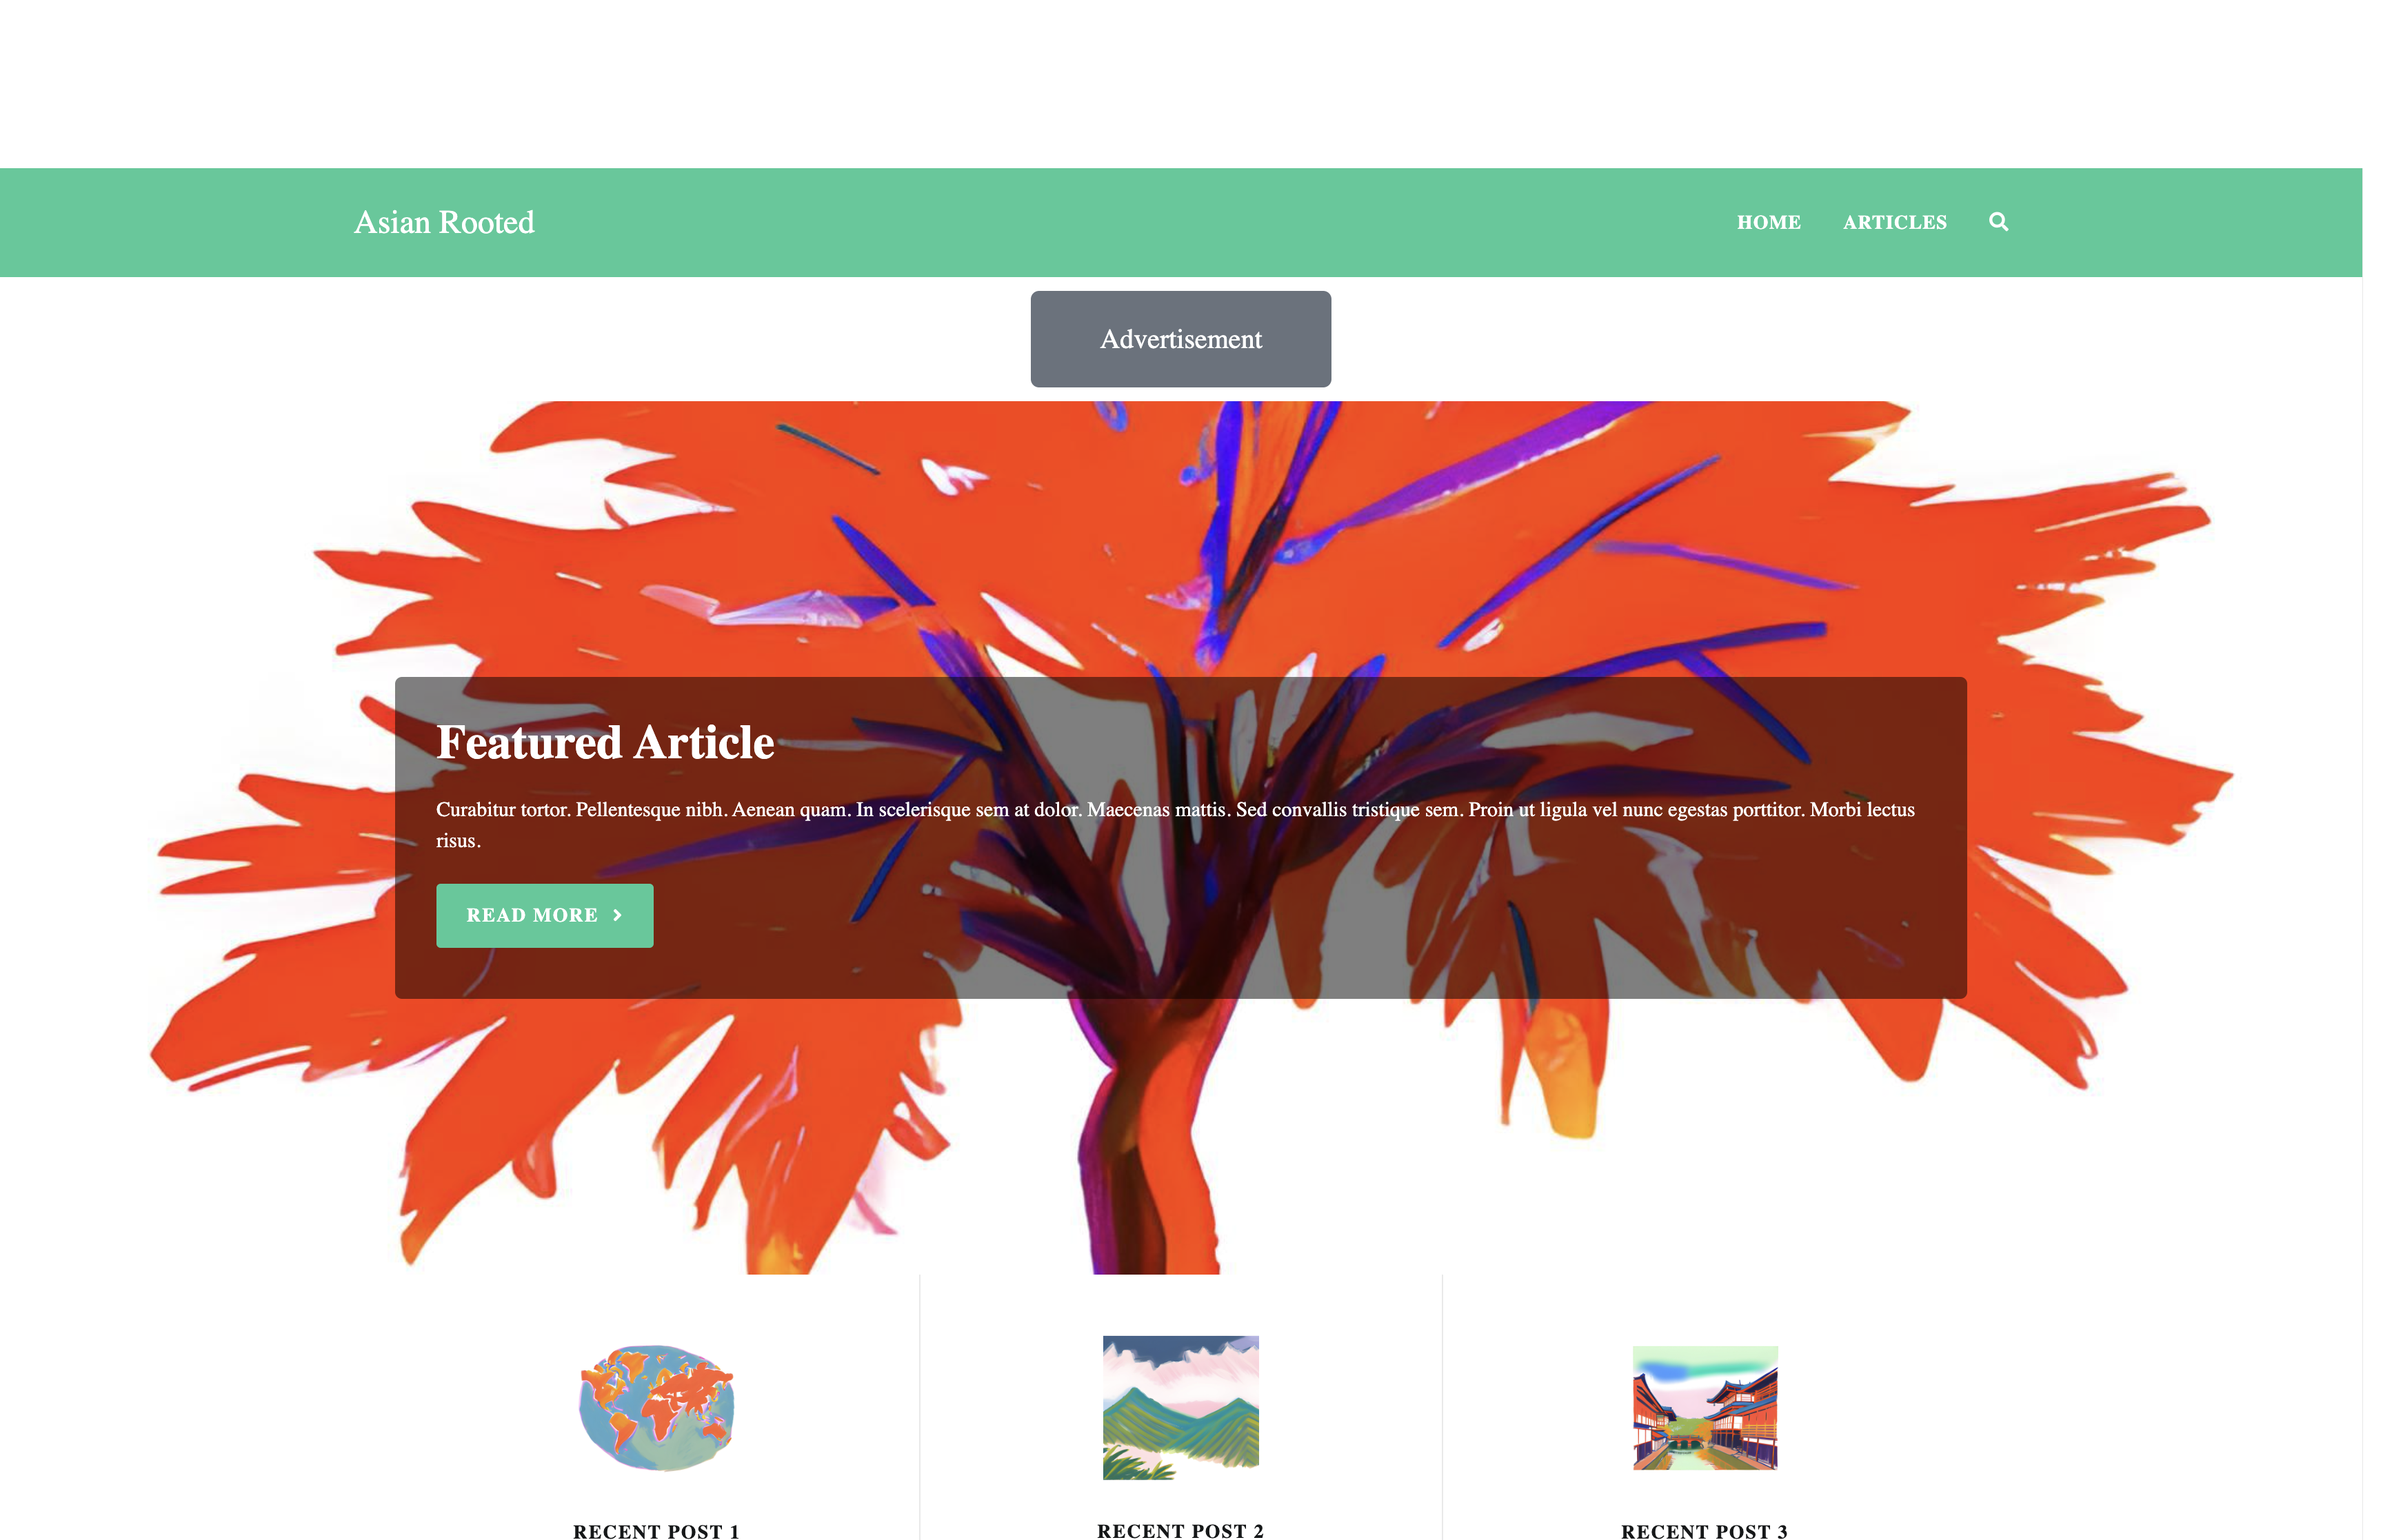 Asian Rooted
HOME
ARTICLES
Advertisement
Featured Article
Curabitur tortor. Pellentesque nibh. Aenean quam. In scelerisque sem at dolor. Maecenas mattis. Sed convallis tristique sem. Proin ut ligula vel nunc egestas porttitor. Morbi lectus
risus.
READ MORE
RECENT POST 1
RECENT POST 2
RECENT POST 3